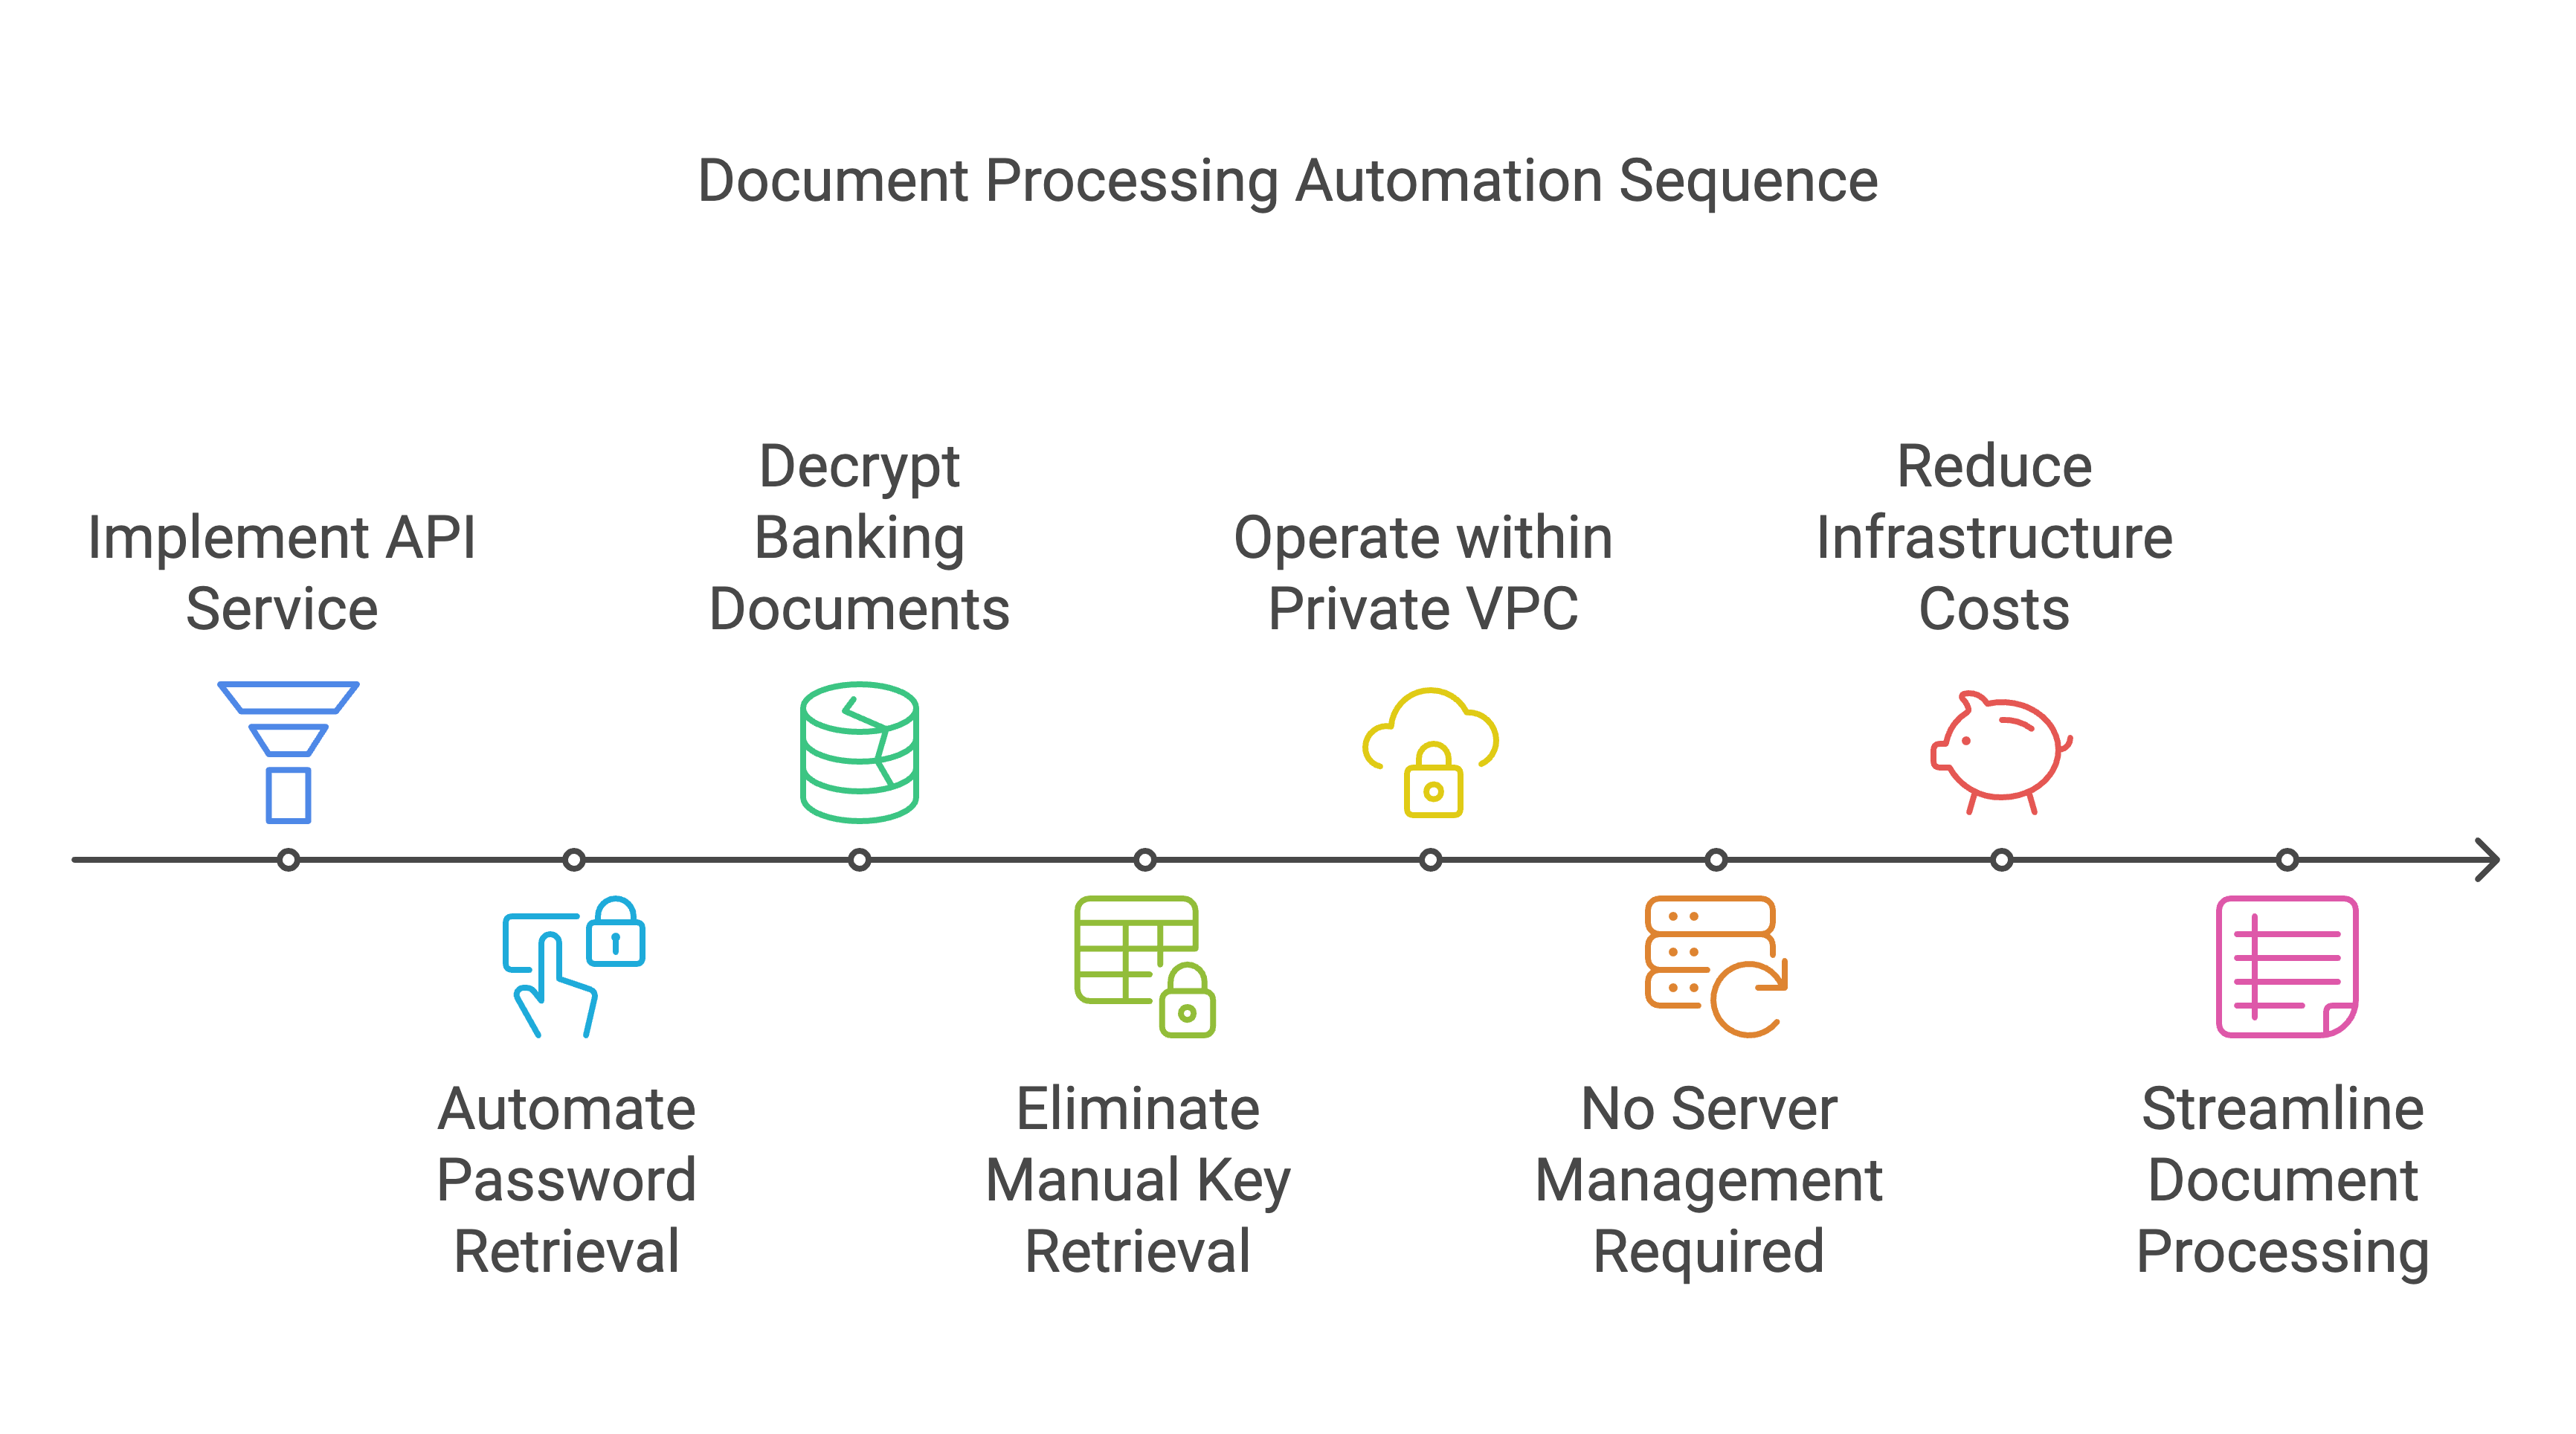 Document Processing Automation Sequence
Implement API
Service
Automate
Password
Retrieval
Decrypt
Banking
Documents
Eliminate
Manual Key
Retrieval
Operate within
Private VPC
No Server
Management
Required
Reduce
Infrastructure
Costs
Streamline
Document
Processing